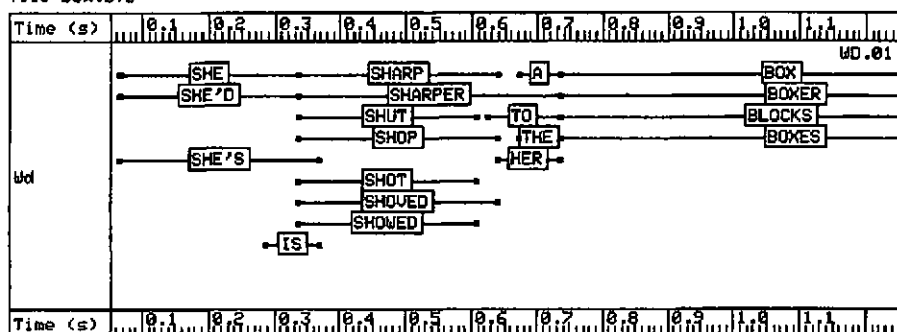 Time (s) 0.1 0.2 0.3 0.4 0.5 0.6 0.7 0.8 0.9 1.0 1.1
WD.01
SHE SHARP A BOX
SHE'D SHARPER BOXER
SHUT TO BLOCKS
SHOP THE BOXES
SHE'S HER
Wd
SHOT
SHOVED
SHOWED
IS
Time (s) 0.1 0.2 0.3 0.4 0.5 0.6 0.7 0.8 0.9 1.0 1.1